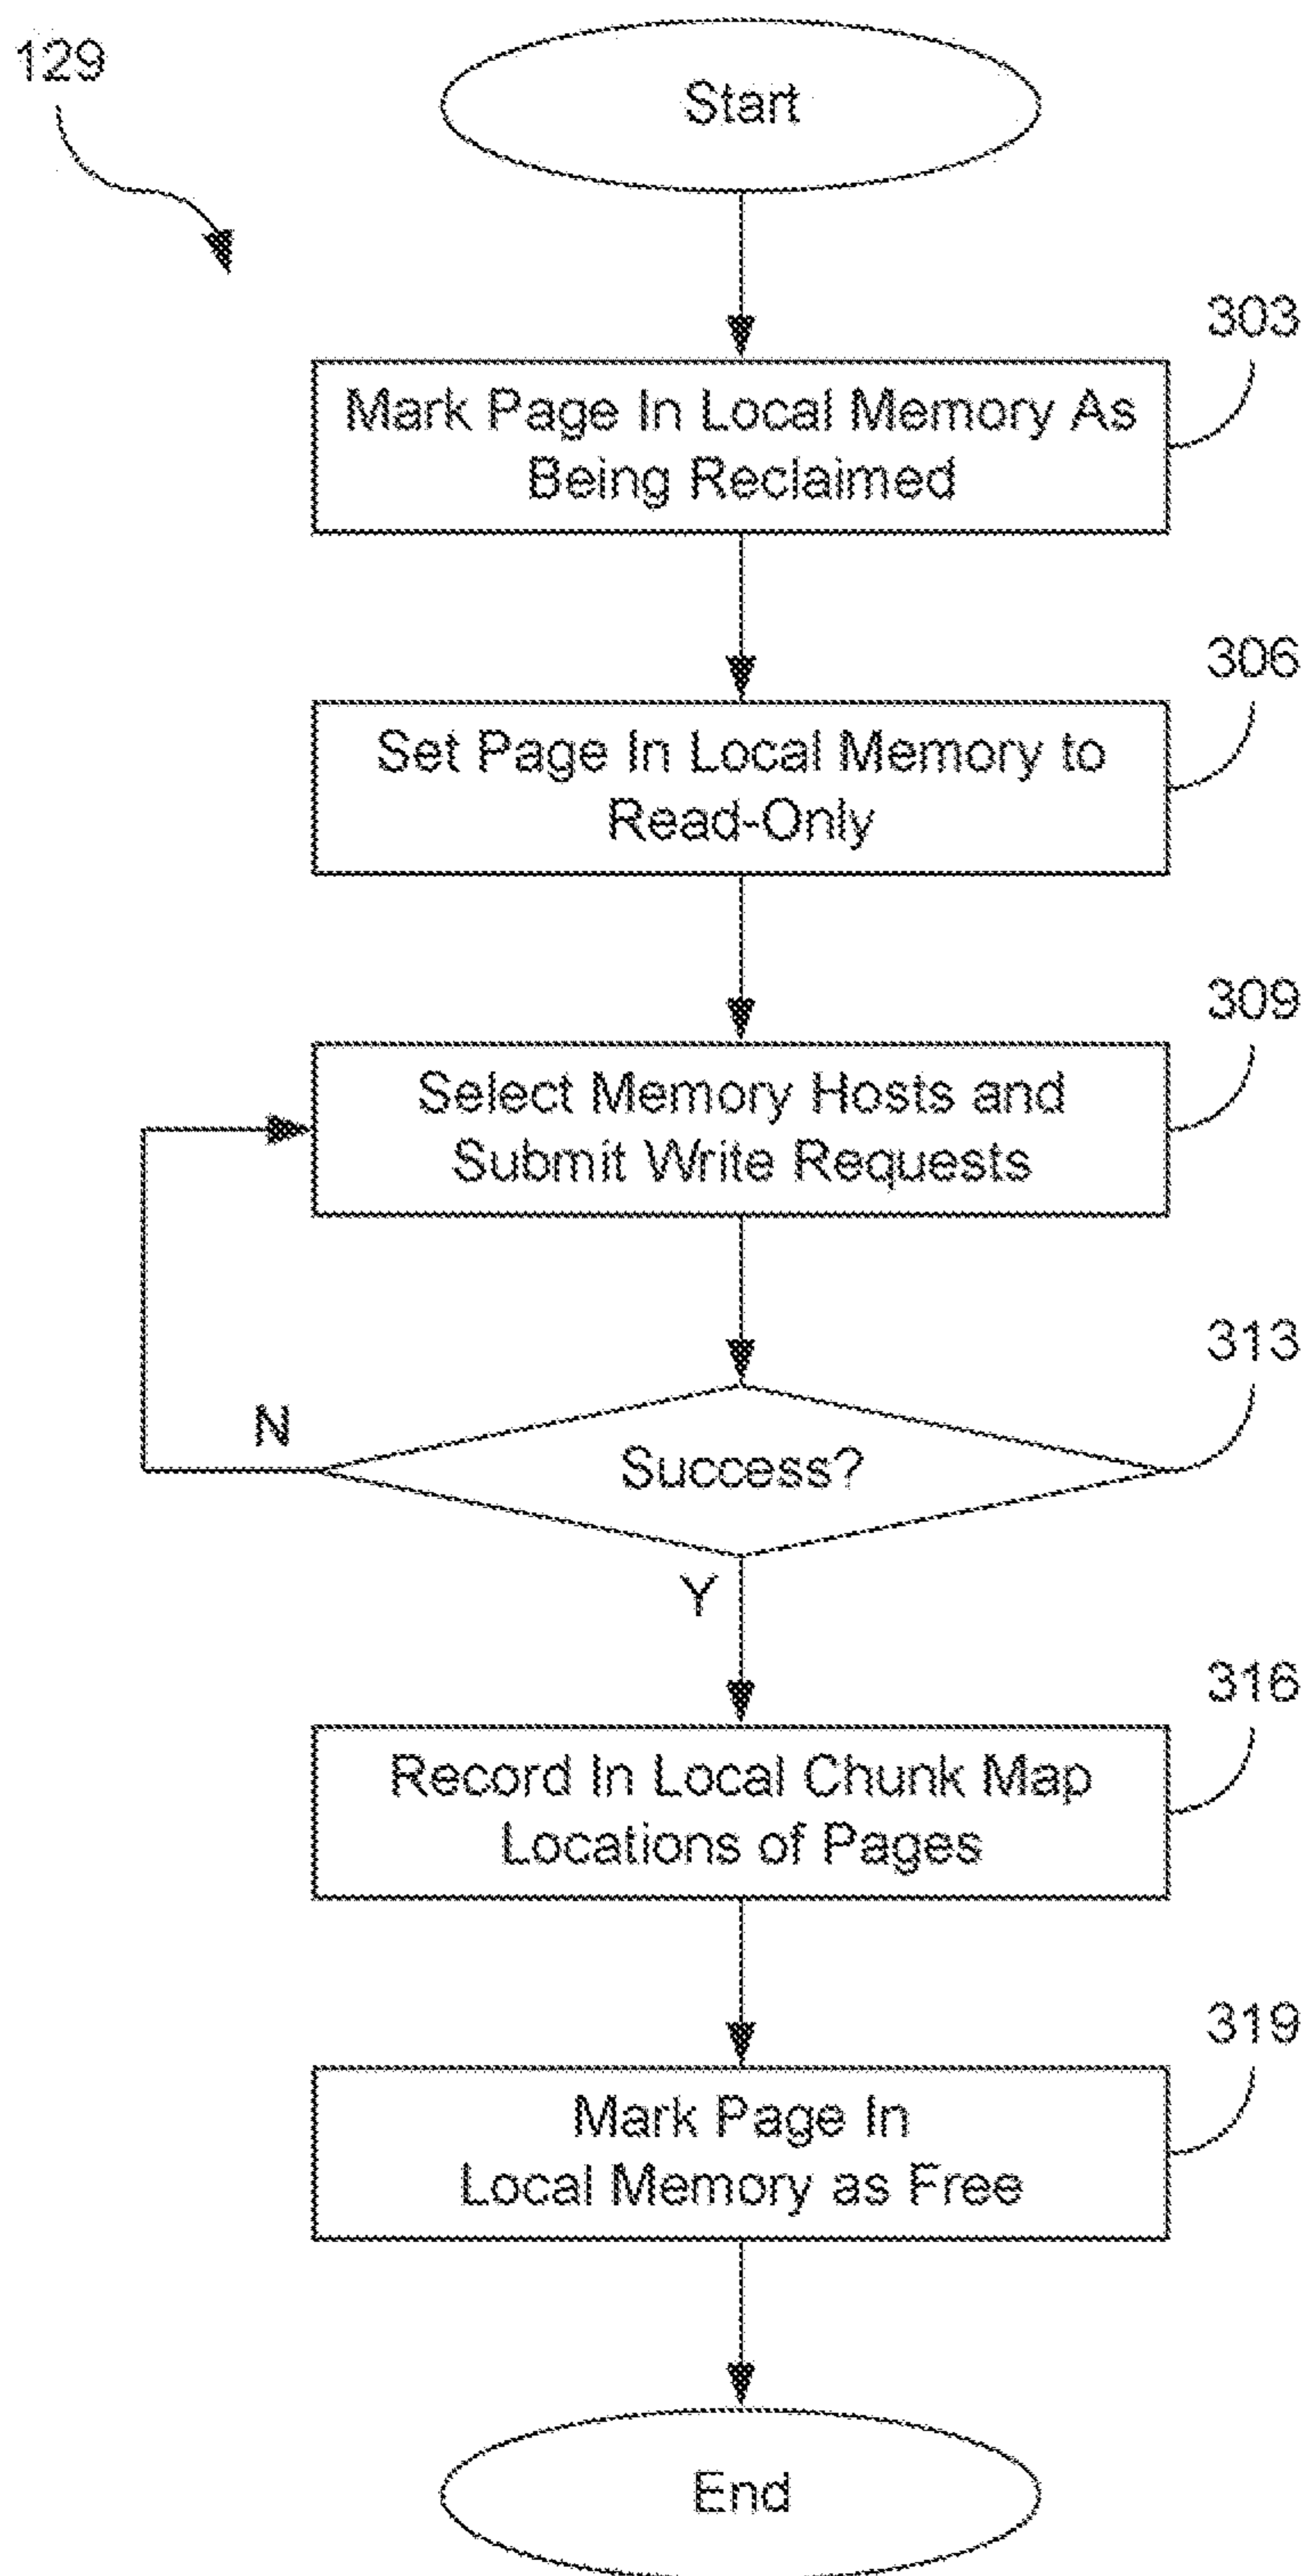 129
Start
303
Mark Page In Local Memory As
Being Reclaimed
306
Set Page In Local Memory to
Read-Only
309
Select Memory Hosts and
Submit Write Requests
313
N
Success?
Y
316
Record In Local Chunk Map
Locations of Pages
319
Mark Page In
Local Memory as Free
End